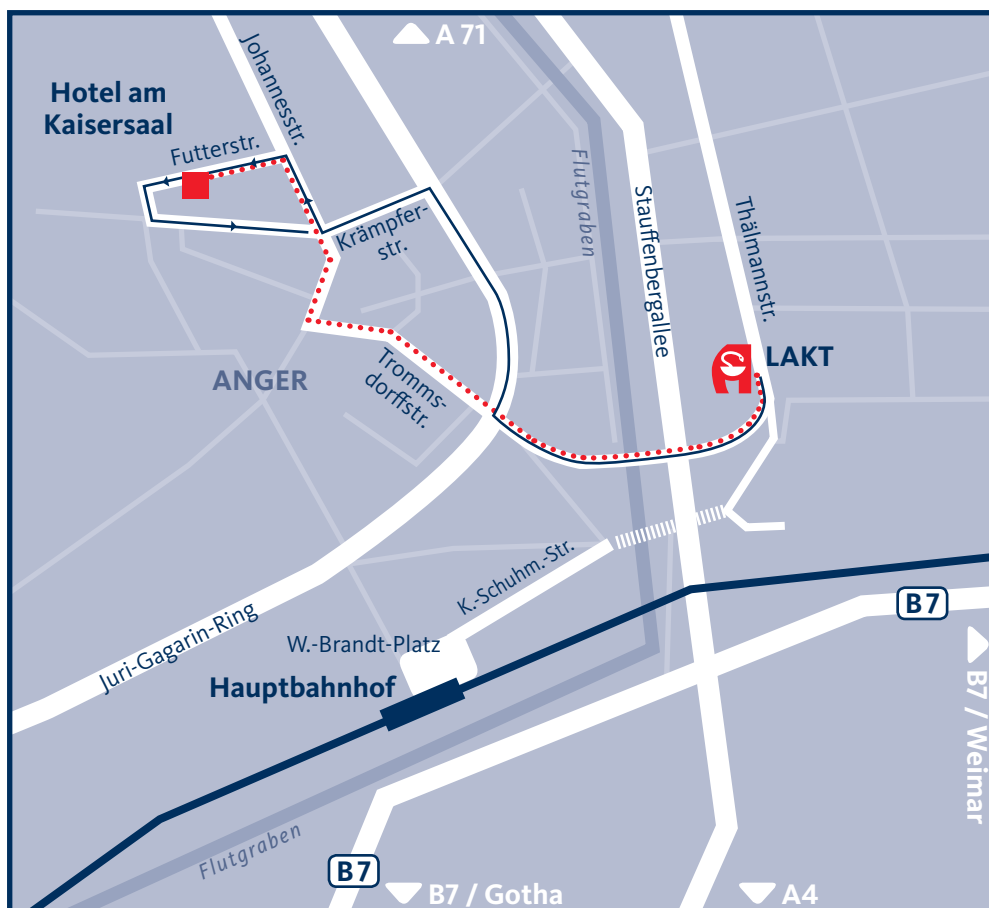 A 71
Johannesstr.
Hotel am
Kaisersaal
Futterstr.
Flutgraben
Stauffenbergallee
Thälmannstr.
Krämpfer-
str.
LAKT
ANGER
Tromms-
dorffstr.
K.-Schuhm.-Str.
B7
Juri-Gagarin-Ring
W.-Brandt-Platz
Hauptbahnhof
B7 / Weimar
Flutgraben
B7
B7 / Gotha
A4